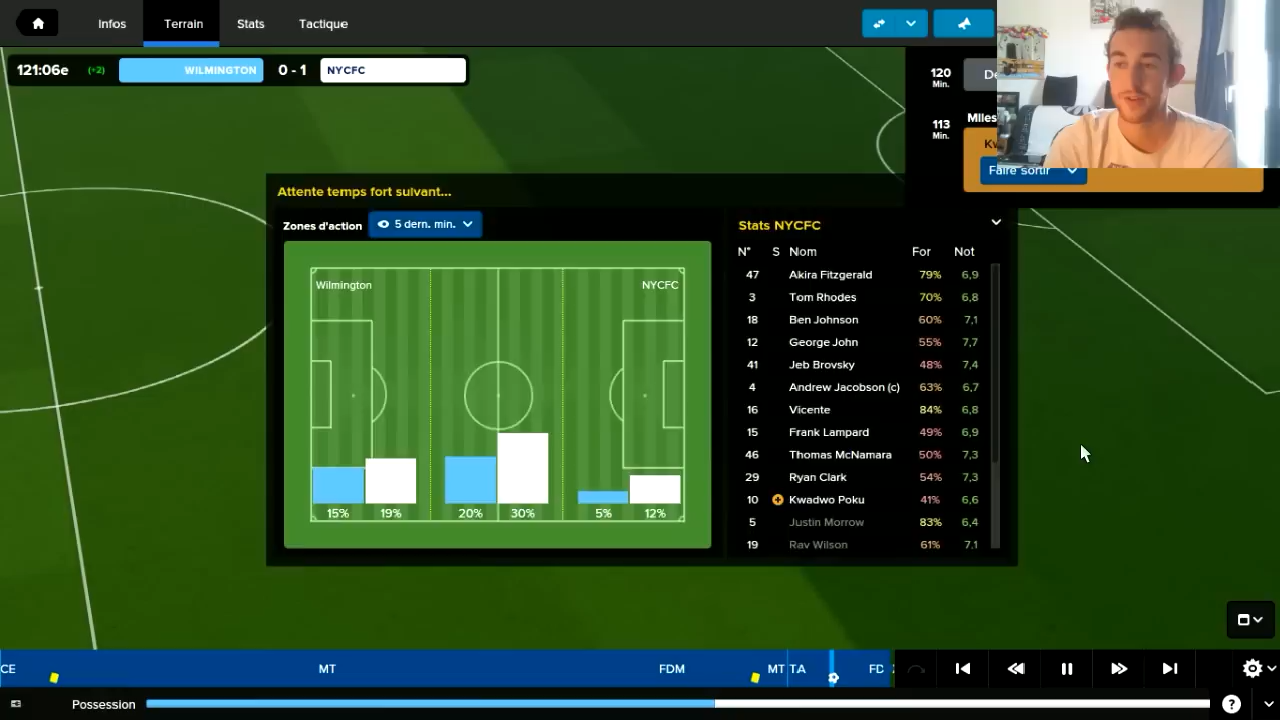 Infos Terrain Stats Tactique
121:06e (+2) WILMINGTON 0 - 1 NYCFC
120 Min.
113 Min. Miles
Faire sortir
Attente temps fort suivant...
Zones d'action 5 dern. min.
Wilmington NYCFC
15% 19% 20% 30% 5% 12%
Stats NYCFC
N° S Nom For Not
47 Akira Fitzgerald 79% 6,9
3 Tom Rhodes 70% 6,8
18 Ben Johnson 60% 7,1
12 George John 55% 7,7
41 Jeb Brovsky 48% 7,4
4 Andrew Jacobson (c) 63% 6,7
16 Vicente 84% 6,8
15 Frank Lampard 49% 6,9
46 Thomas McNamara 50% 7,3
29 Ryan Clark 54% 7,3
10 Kwadwo Poku 41% 6,6
5 Justin Morrow 83% 6,4
19 Ray Wilson 61% 7,1
CE MT FDM MT TA FD
Possession ?